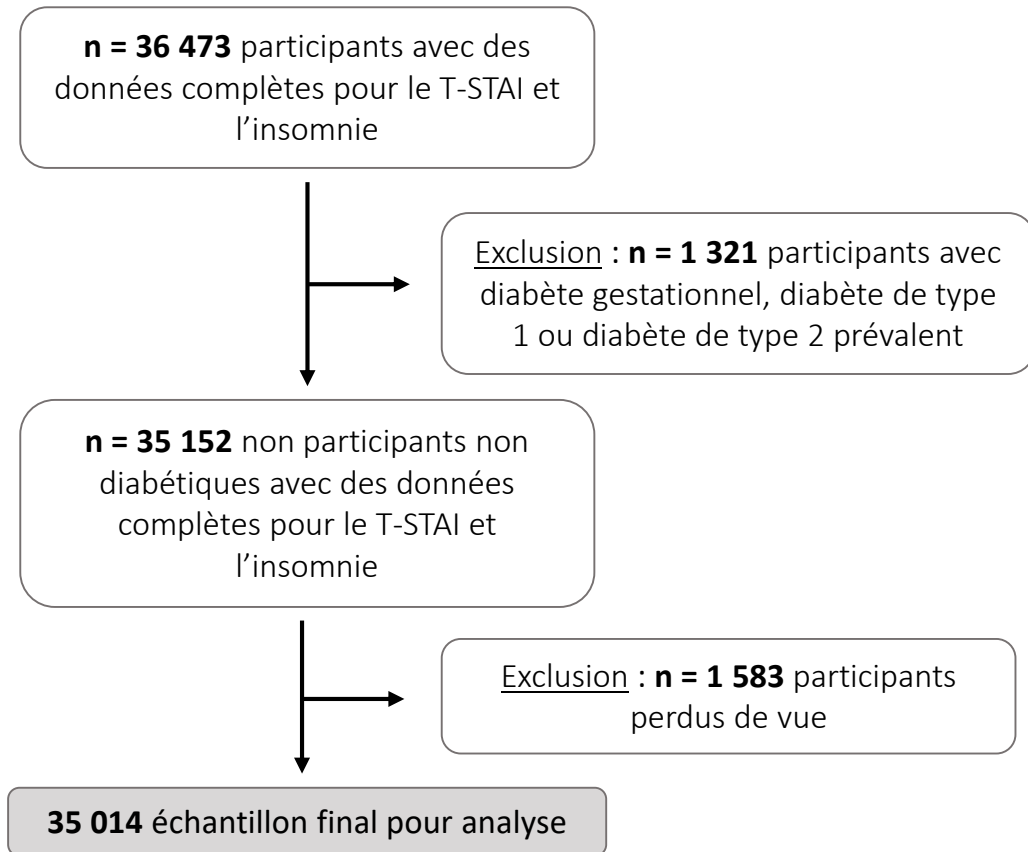 n = 36 473 participants avec des
données complètes pour le T-STAI et
l’insomnie
Exclusion : n = 1 321 participants avec
diabète gestationnel, diabète de type
1 ou diabète de type 2 prévalent
n = 35 152 non participants non
diabétiques avec des données
complètes pour le T-STAI et
l’insomnie
Exclusion : n = 1 583 participants
perdus de vue
35 014 échantillon final pour analyse